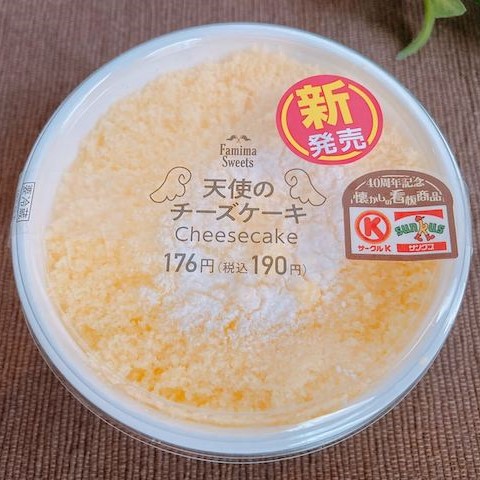 Famima
Sweets
天使の
チーズケーキ
Cheesecake
176円(税込190円)
新
発売
40周年記念
懐かしの看板商品
K
サークルK
sunkus
サンクス
要冷蔵